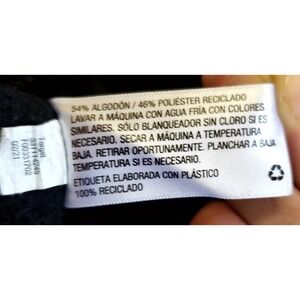 54% ALGODÓN / 46% POLIÉSTER RECICLADO
LAVAR A MÁQUINA CON AGUA FRÍA CON COLORES
SIMILARES. SÓLO BLANQUEADOR SIN CLORO SI ES
NECESARIO. SECAR A MÁQUINA A TEMPERATURA
BAJA. RETIRAR OPORTUNAMENTE. PLANCHAR A BAJA
TEMPERATURA SI ES NECESARIO.
ETIQUETA ELABORADA CON PLÁSTICO
100% RECICLADO